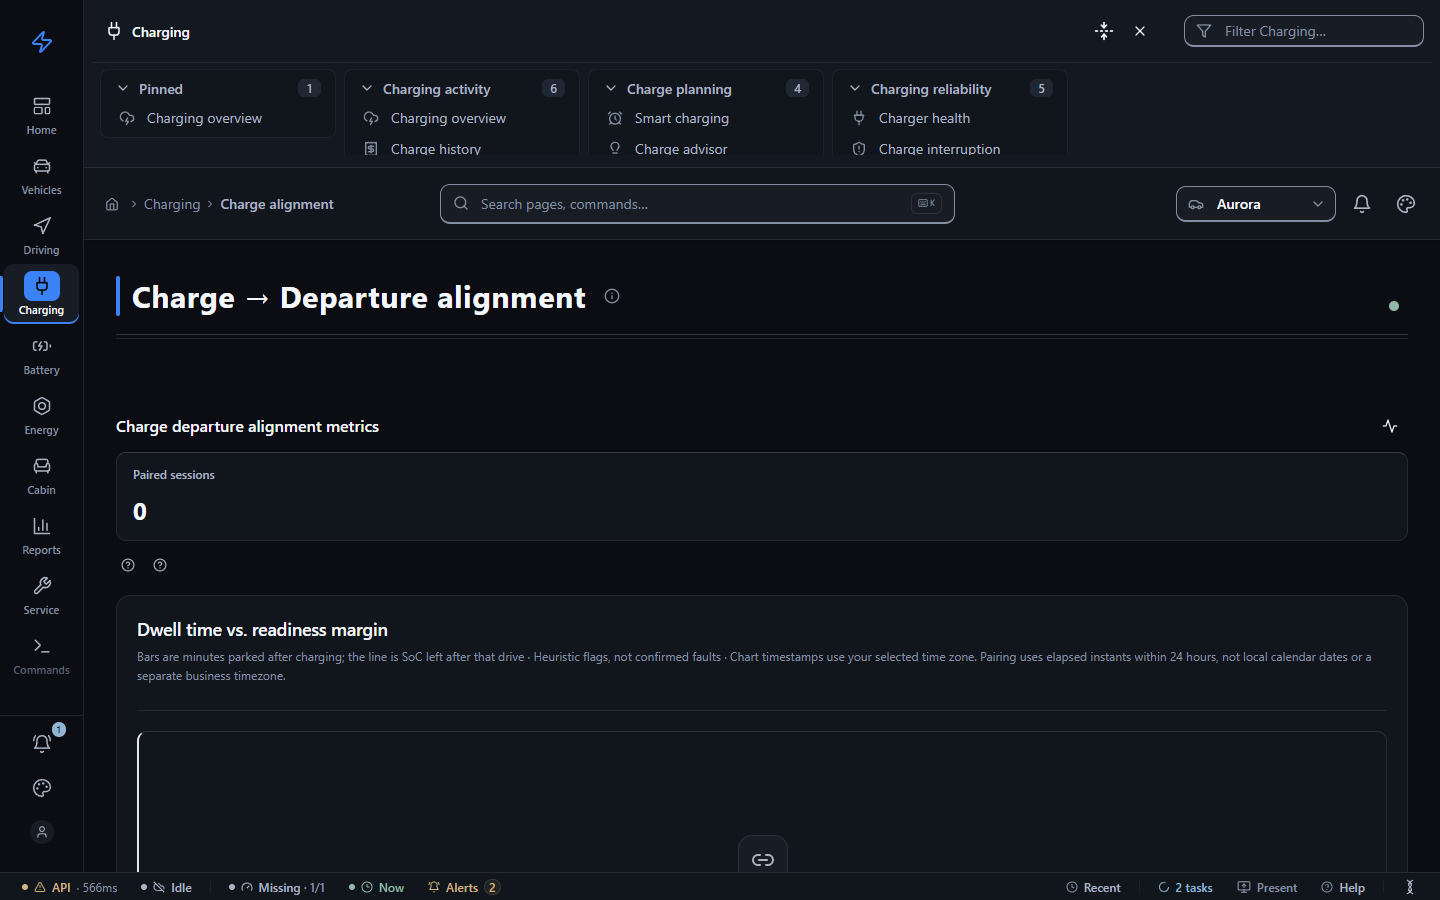 Charging
Filter Charging...
Pinned 1
Charging overview
Charging activity 6
Charging overview
Charge history
Charge planning 4
Smart charging
Charge advisor
Charging reliability 5
Charger health
Charge interruption
Home
Vehicles
Driving
Charging
Battery
Energy
Cabin
Reports
Service
Commands
1
Charging Charge alignment
Search pages, commands...
K
Aurora
Charge → Departure alignment
Charge departure alignment metrics
Paired sessions
0
Dwell time vs. readiness margin
Bars are minutes parked after charging; the line is SoC left after that drive · Heuristic flags, not confirmed faults · Chart timestamps use your selected time zone. Pairing uses elapsed instants within 24 hours, not local calendar dates or a
separate business timezone.
API · 566ms
Idle
Missing · 1/1
Now
Alerts 2
Recent
2 tasks
Present
Help